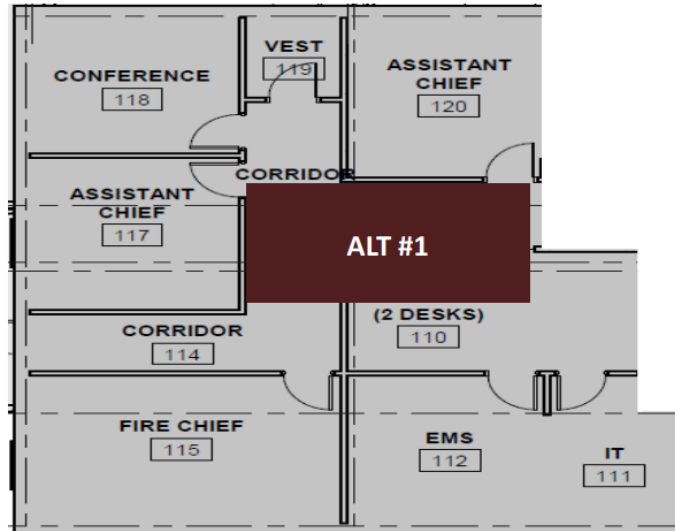 CONFERENCE
118
VEST
119
ASSISTANT
CHIEF
120
CORRIDOR
ASSISTANT
CHIEF
117
ALT #1
(2 DESKS)
110
CORRIDOR
114
FIRE CHIEF
115
EMS
112
IT
111